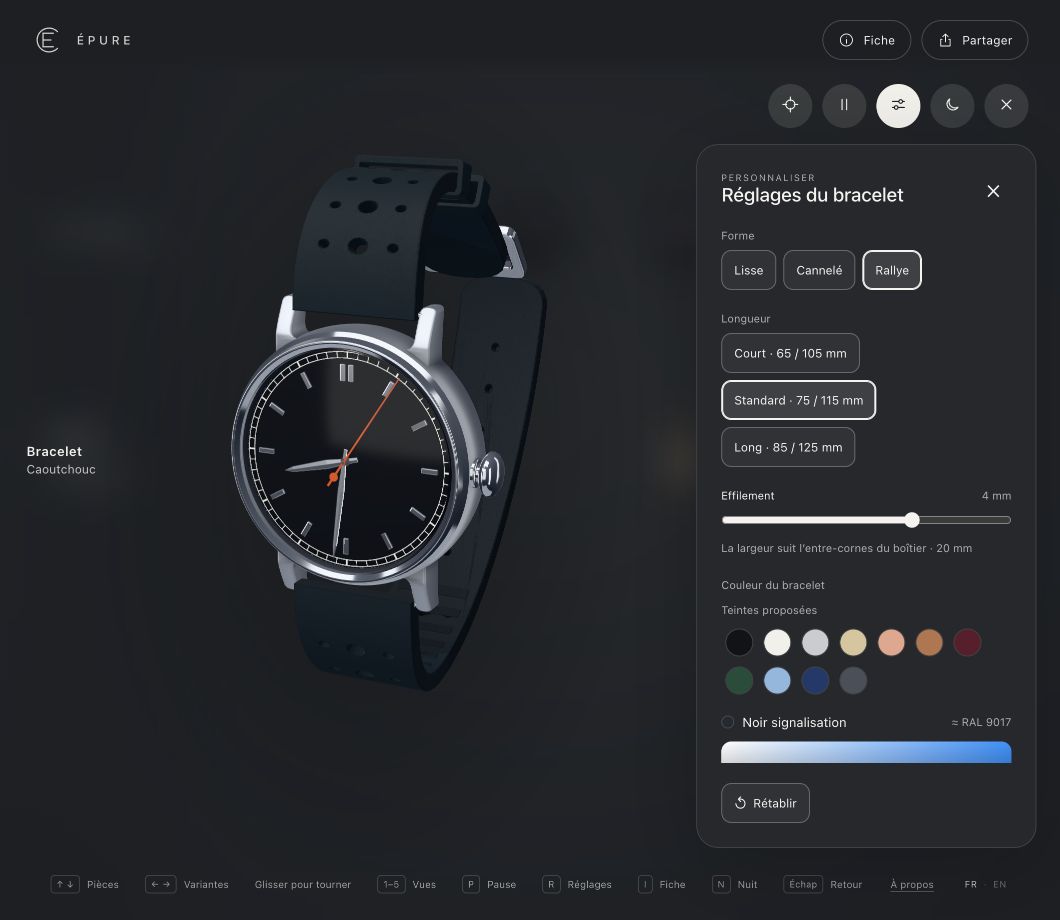 ÉPURE
Fiche
Partager
PERSONNALISER
Réglages du bracelet
Forme
Lisse
Cannelé
Rallye
Longueur
Court · 65 / 105 mm
Standard · 75 / 115 mm
Long · 85 / 125 mm
Bracelet
Caoutchouc
Effilement
4 mm
La largeur suit l'entre-cornes du boîtier · 20 mm
Couleur du bracelet
Teintes proposées
Noir signalisation
≈ RAL 9017
Rétablir
↑ ↓ Pièces
← → Variantes
Glisser pour tourner
1–5 Vues
P Pause
R Réglages
I Fiche
N Nuit
Échap Retour
À propos
FR · EN